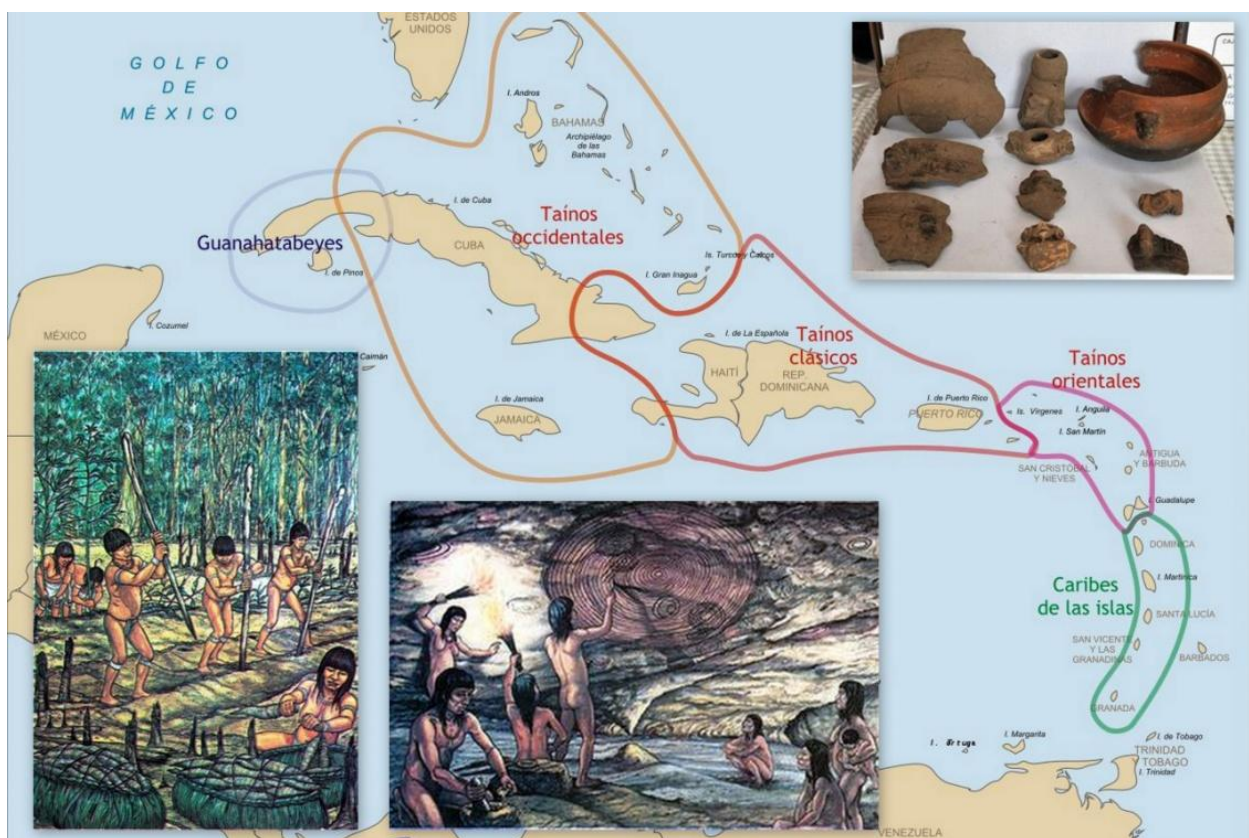 ESTADOS
UNIDOS
GOLFO
DE
MÉXICO
I. Andros
BAHAMAS
Archipiélago
de las
Bahamas
I. de Cuba
Guanahatabeyes
Taínos
occidentales
CUBA
I. de Pinos
Is. Turcos y Caicos
I. Gran Inagua
MÉXICO
I. Cozumel
Caimán
I. de La Española
Taínos
clásicos
HAITÍ
REP.
DOMINICANA
Taínos
orientales
I. de Jamaica
JAMAICA
I. de Puerto Rico
PUERTO RICO
Is. Vírgenes
I. Anguila
I. San Martín
SAN CRISTOBAL
Y NIEVES
ANTIGUA
Y BARBUDA
I. Guadalupe
DOMINICA
Caribes
de las islas
I. Martinica
SANTA LUCÍA
SAN VICENTE
Y LAS
GRANADINAS
BARBADOS
GRANADA
I. Margarita
I. de Tobago
TRINIDAD
TOBAGO
I. Trinidad
VENEZUELA